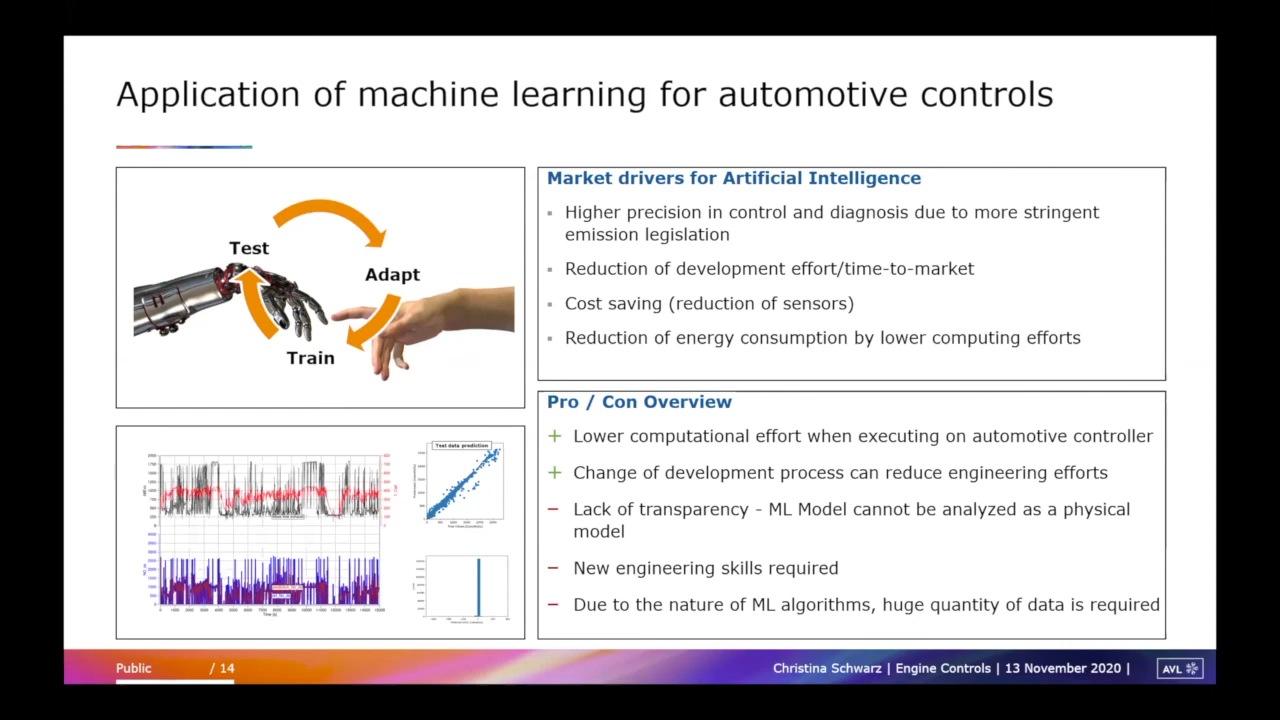 Application of machine learning for automotive controls
Test
Adapt
Train
Market drivers for Artificial Intelligence
Higher precision in control and diagnosis due to more stringent
emission legislation
Reduction of development effort/time-to-market
Cost saving (reduction of sensors)
Reduction of energy consumption by lower computing efforts
Test data prediction
Time [s]
Pro / Con Overview
+ Lower computational effort when executing on automotive controller
+ Change of development process can reduce engineering efforts
− Lack of transparency - ML Model cannot be analyzed as a physical
model
− New engineering skills required
− Due to the nature of ML algorithms, huge quantity of data is required
Public / 14
Christina Schwarz | Engine Controls | 13 November 2020 |
AVL